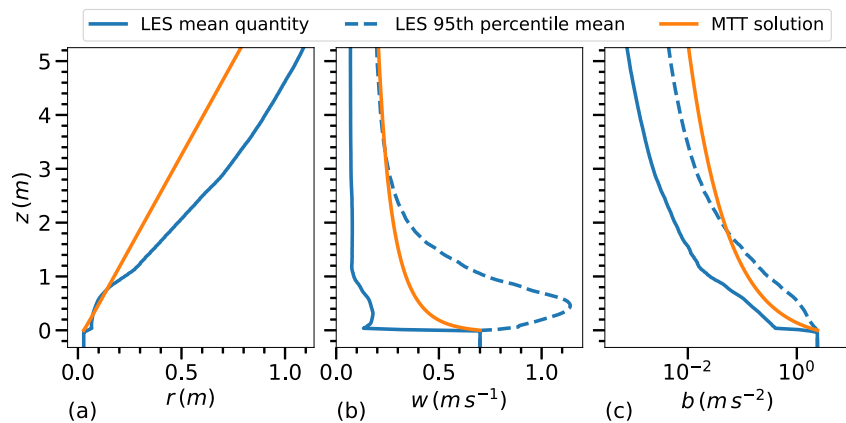 LES mean quantity LES 95th percentile mean MTT solution
5
4
3
2
1
0
z (m)
0.0 0.5 1.0
0.0 0.5 1.0
10⁻² 10⁰
(a) r (m) (b) w (m s⁻¹) (c) b (m s⁻²)